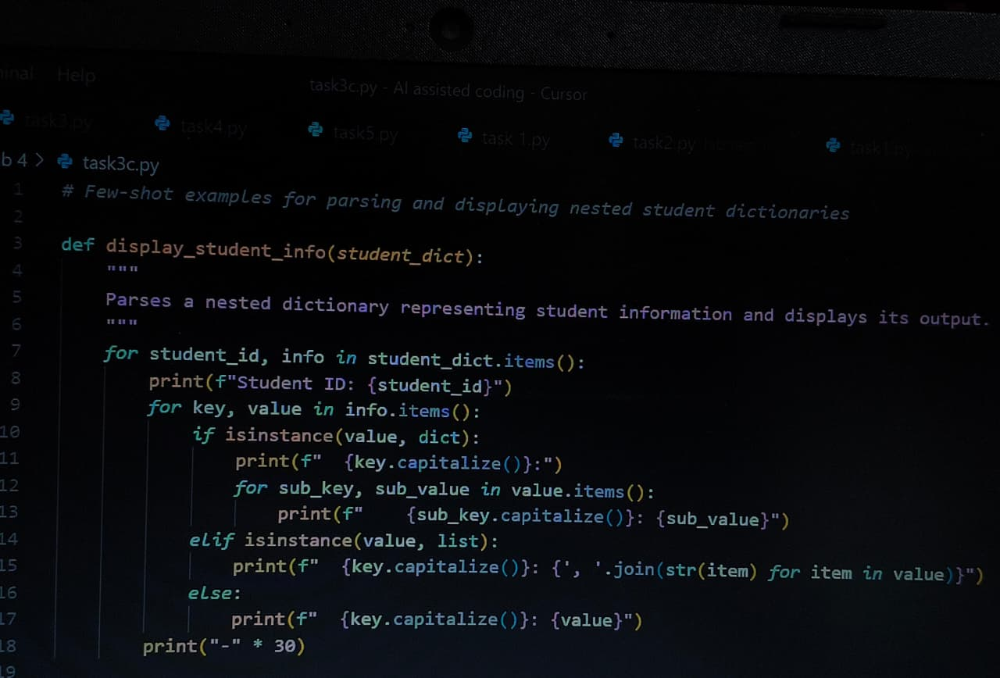 Help
task3c.py - AI assisted coding - Cursor
task3.py task4.py task5.py task 1.py task2.py task1.py
b 4 > task3c.py
1 # Few-shot examples for parsing and displaying nested student dictionaries
2
3 def display_student_info(student_dict):
4     """
5     Parses a nested dictionary representing student information and displays its output.
6     """
7     for student_id, info in student_dict.items():
8         print(f"Student ID: {student_id}")
9         for key, value in info.items():
10             if isinstance(value, dict):
11                 print(f"  {key.capitalize()}:")
12                 for sub_key, sub_value in value.items():
13                     print(f"    {sub_key.capitalize()}: {sub_value}")
14             elif isinstance(value, list):
15                 print(f"  {key.capitalize()}: {', '.join(str(item) for item in value)}")
16             else:
17                 print(f"  {key.capitalize()}: {value}")
18         print("-" * 30)
19